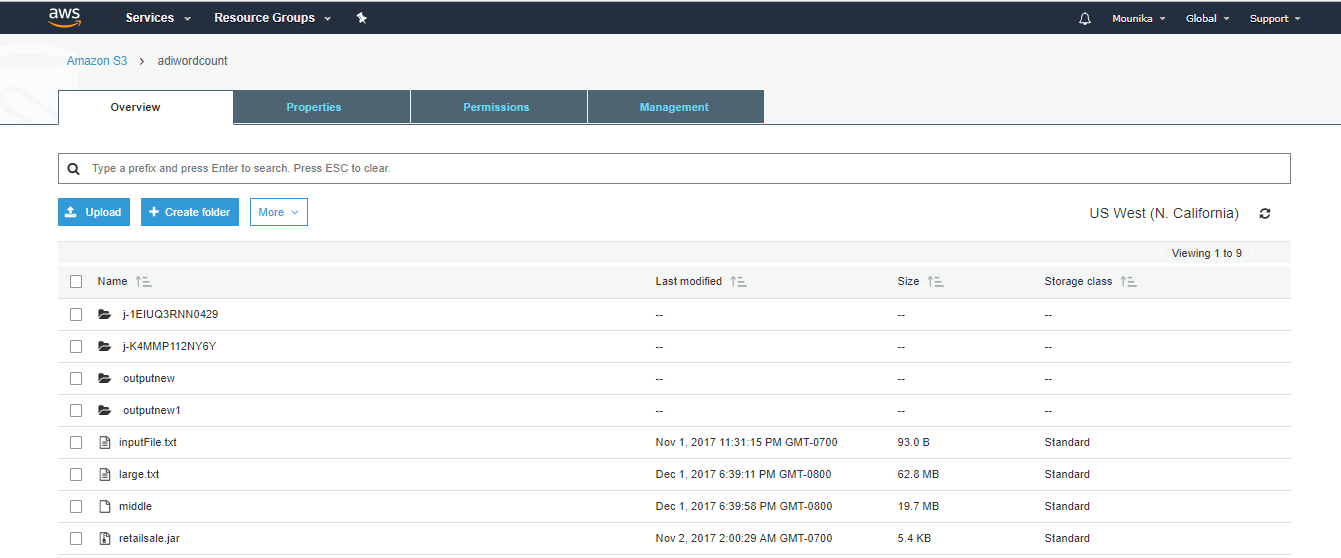 aws Services Resource Groups Mounika Global Support
Amazon S3 > adiwordcount
Overview Properties Permissions Management
Type a prefix and press Enter to search. Press ESC to clear.
Upload + Create folder More US West (N. California)
Viewing 1 to 9
Name Last modified Size Storage class
j-1EIUQ3RNN0429 -- -- --
j-K4MMP112NY6Y -- -- --
outputnew -- -- --
outputnew1 -- -- --
inputFile.txt Nov 1, 2017 11:31:15 PM GMT-0700 93.0 B Standard
large.txt Dec 1, 2017 6:39:11 PM GMT-0800 62.8 MB Standard
middle Dec 1, 2017 6:39:58 PM GMT-0800 19.7 MB Standard
retailsale.jar Nov 2, 2017 2:00:29 AM GMT-0700 5.4 KB Standard